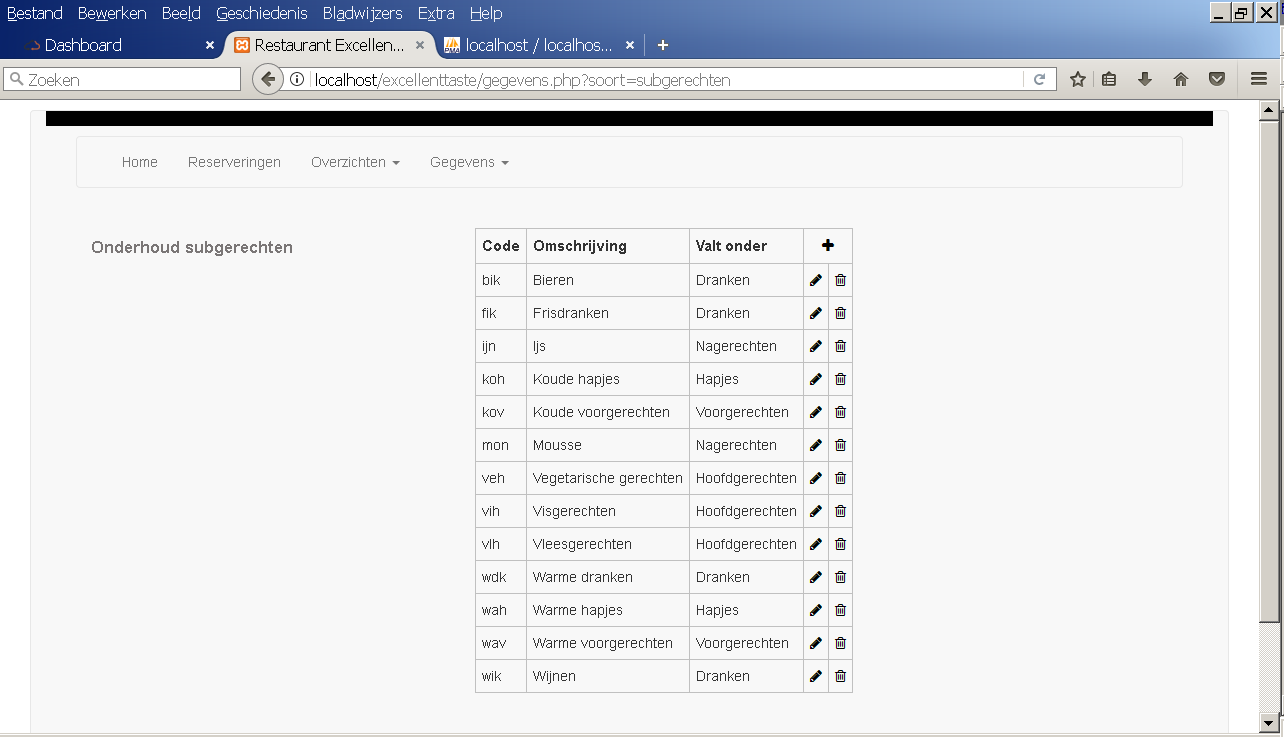 Bestand Bewerken Beeld Geschiedenis Bladwijzers Extra Help
Dashboard × Restaurant Excellen... × localhost / localhos... × +
Zoeken localhost/excellenttaste/gegevens.php?soort=subgerechten
Home Reserveringen Overzichten Gegevens
Onderhoud subgerechten
Code Omschrijving Valt onder
bik Bieren Dranken
fik Frisdranken Dranken
ijn Ijs Nagerechten
koh Koude hapjes Hapjes
kov Koude voorgerechten Voorgerechten
mon Mousse Nagerechten
veh Vegetarische gerechten Hoofdgerechten
vih Visgerechten Hoofdgerechten
vlh Vleesgerechten Hoofdgerechten
wdk Warme dranken Dranken
wah Warme hapjes Hapjes
wav Warme voorgerechten Voorgerechten
wik Wijnen Dranken